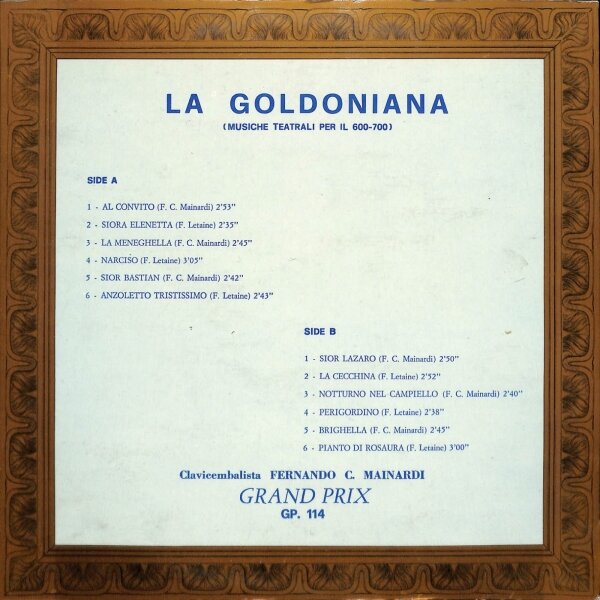 LA GOLDONIANA
(MUSICHE TEATRALI PER IL 600-700)
SIDE A
1 - AL CONVITO (F. C. Mainardi) 2'53"
2 - SIORA ELENETTA (F. Letaine) 2'35"
3 - LA MENEGHELLA (F. C. Mainardi) 2'45"
4 - NARCISO (F. Letaine) 3'05"
5 - SIOR BASTIAN (F. C. Mainardi) 2'42"
6 - ANZOLETTO TRISTISSIMO (F. Letaine) 2'43"
SIDE B
1 - SIOR LAZARO (F. C. Mainardi) 2'50"
2 - LA CECCHINA (F. Letaine) 2'52"
3 - NOTTURNO NEL CAMPIELLO (F. C. Mainardi) 2'40"
4 - PERIGORDINO (F. Letaine) 2'38"
5 - BRIGHELLA (F. C. Mainardi) 2'45"
6 - PIANTO DI ROSAURA (F. Letaine) 3'00"
Clavicembalista FERNANDO C. MAINARDI
GRAND PRIX
GP. 114